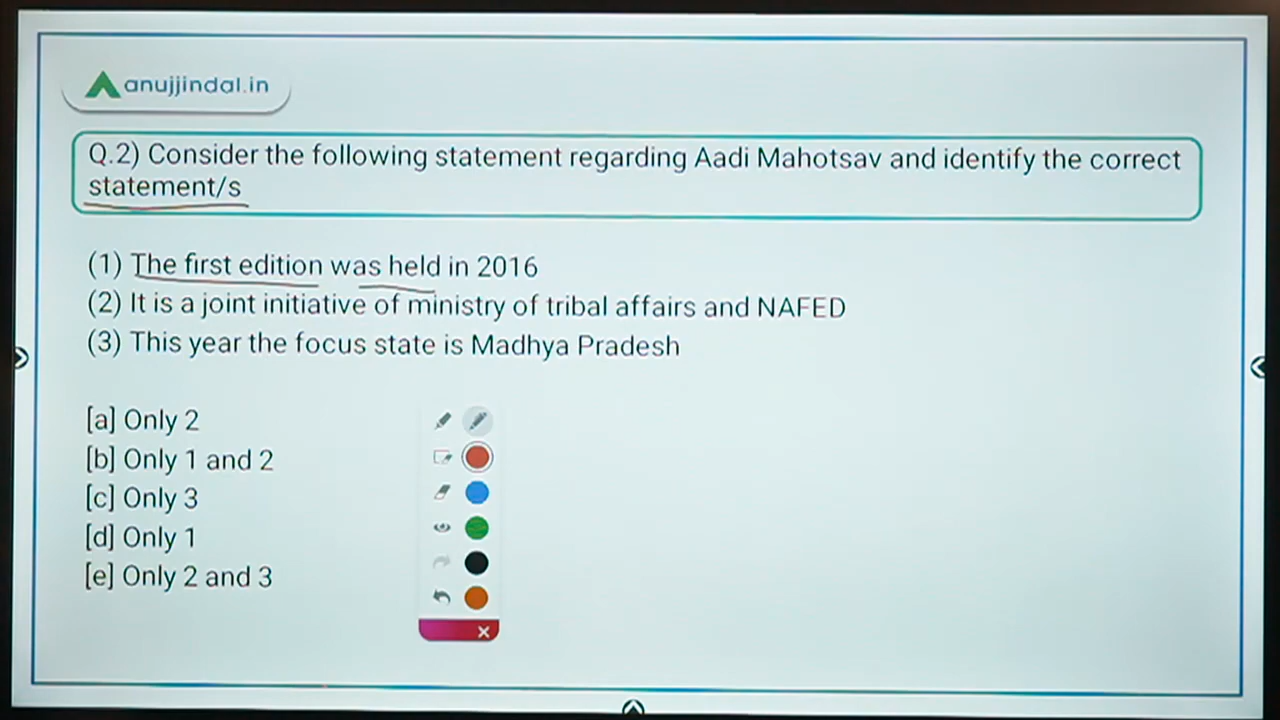 anujjindal.in
Q.2) Consider the following statement regarding Aadi Mahotsav and identify the correct
statement/s
(1) The first edition was held in 2016
(2) It is a joint initiative of ministry of tribal affairs and NAFED
(3) This year the focus state is Madhya Pradesh
[a] Only 2
[b] Only 1 and 2
[c] Only 3
[d] Only 1
[e] Only 2 and 3